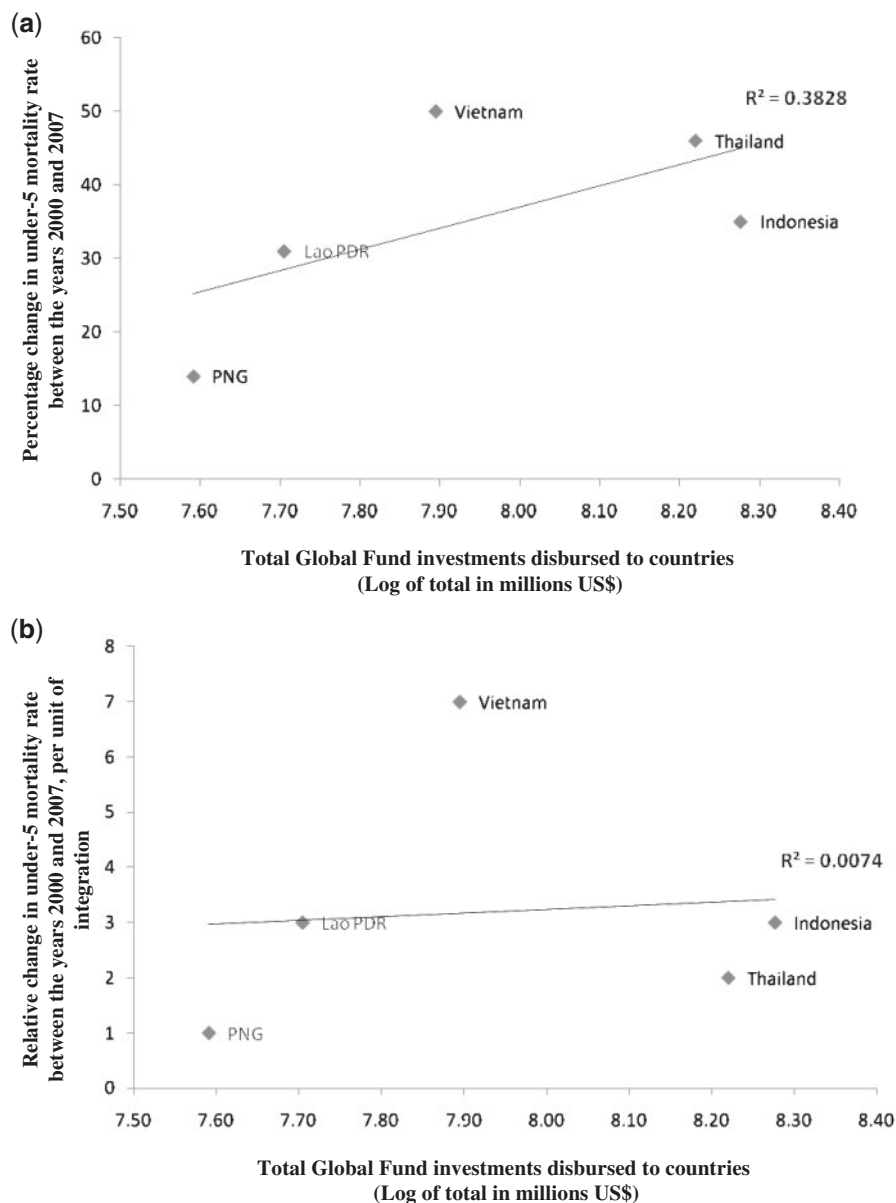 (a)
Percentage change in under-5 mortality rate
between the years 2000 and 2007
60
50
40
30
20
10
0
R² = 0.3828
Vietnam
Thailand
Indonesia
Lao PDR
PNG
7.50 7.60 7.70 7.80 7.90 8.00 8.10 8.20 8.30 8.40
Total Global Fund investments disbursed to countries
(Log of total in millions US$)
(b)
Relative change in under-5 mortality rate
between the years 2000 and 2007, per unit of
integration
8
7
6
5
4
3
2
1
0
Vietnam
R² = 0.0074
Lao PDR
Indonesia
Thailand
PNG
7.50 7.60 7.70 7.80 7.90 8.00 8.10 8.20 8.30 8.40
Total Global Fund investments disbursed to countries
(Log of total in millions US$)